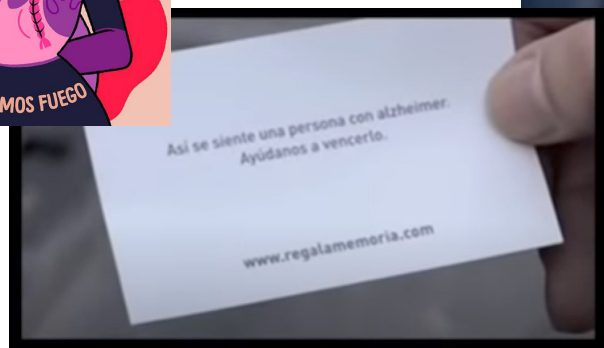 MOS FUEGO
Así se siente una persona con alzheimer.
Ayúdanos a vencerlo.
www.regalamemoria.com